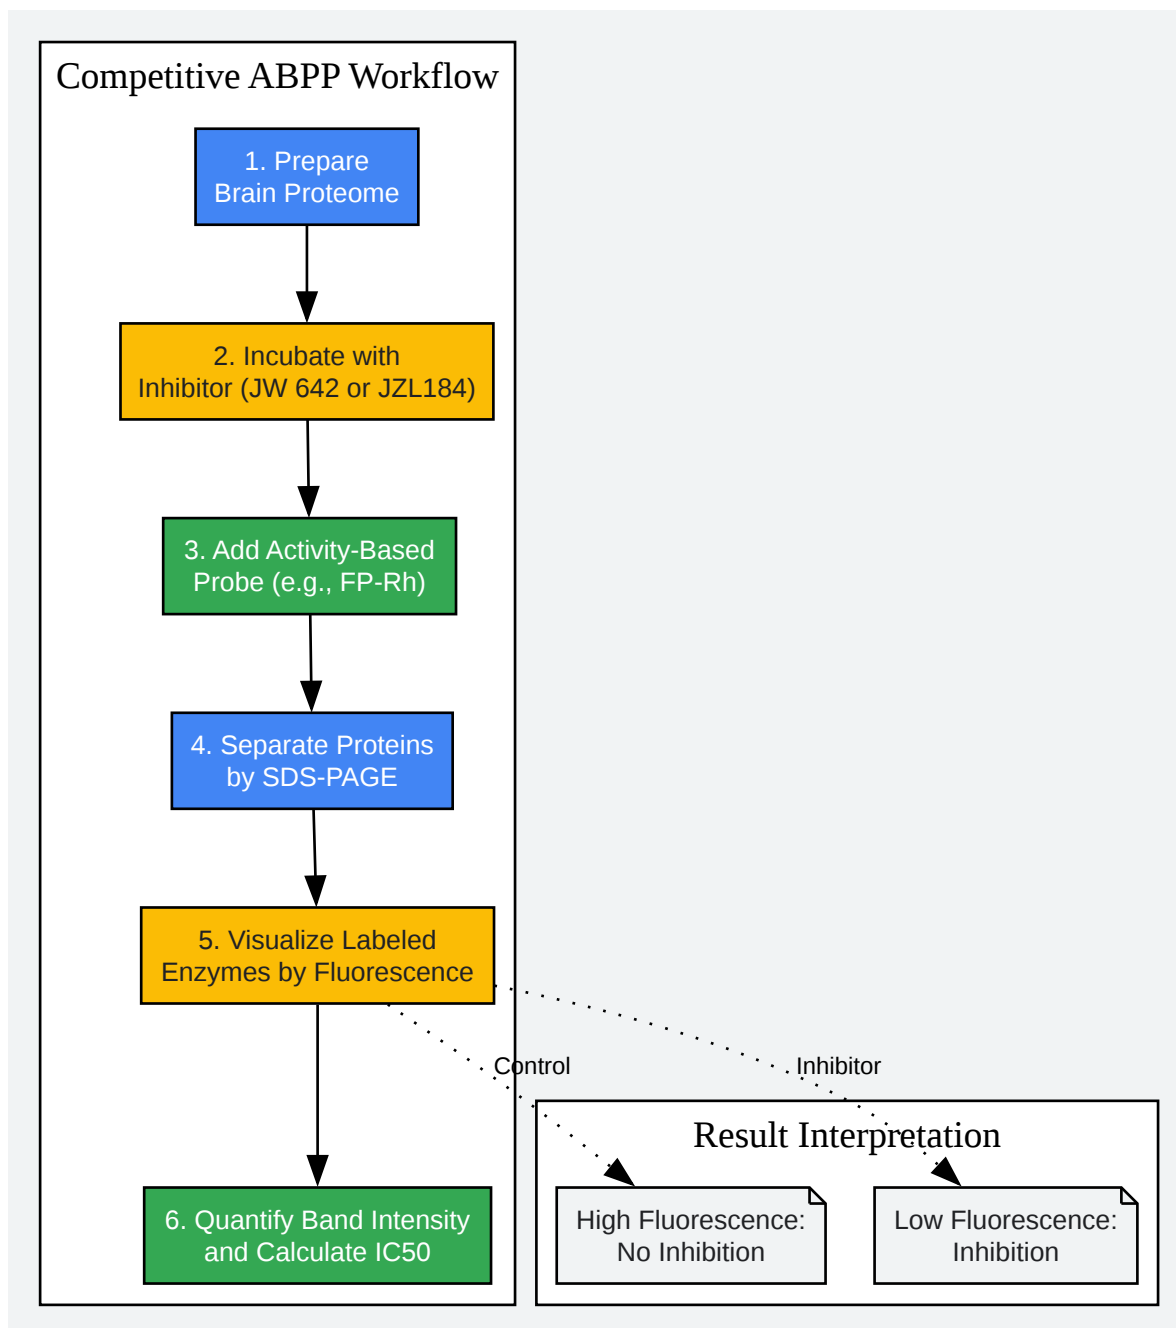 Competitive ABPP Workflow
1. Prepare
Brain Proteome
2. Incubate with
Inhibitor (JW 642 or JZL184)
3. Add Activity-Based
Probe (e.g., FP-Rh)
4. Separate Proteins
by SDS-PAGE
5. Visualize Labeled
Enzymes by Fluorescence
Control
Inhibitor
6. Quantify Band Intensity
and Calculate IC50
Result Interpretation
High Fluorescence:
No Inhibition
Low Fluorescence:
Inhibition